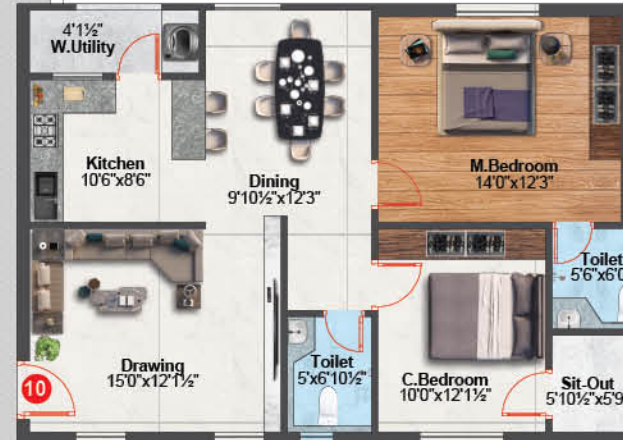 4'1½"
W.Utility
Kitchen
10'6"x8'6"
Dining
9'10½"x12'3"
M.Bedroom
14'0"x12'3"
Toilet
5'6"x6'0
Drawing
15'0"x12'1½"
10
Toilet
5'x6'10½"
C.Bedroom
10'0"x12'1½"
Sit-Out
5'10½"x5'9